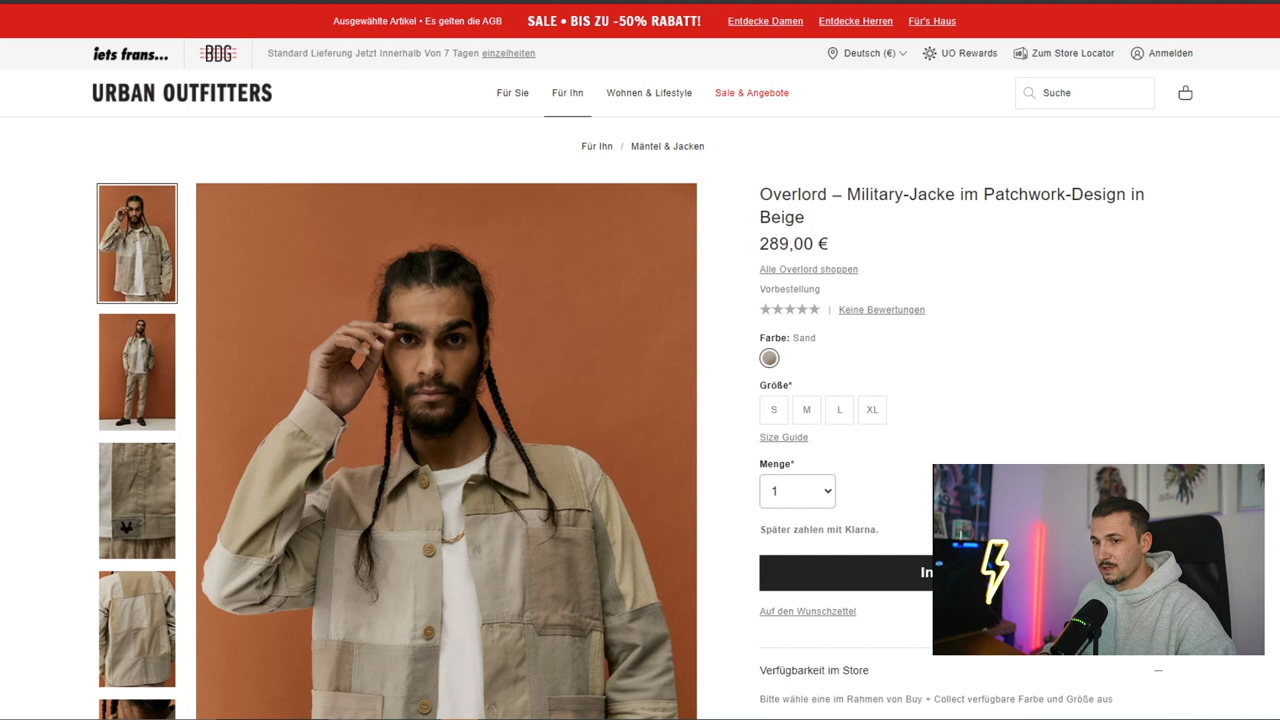 Ausgewählte Artikel • Es gelten die AGB
SALE • BIS ZU -50% RABATT!
Entdecke Damen
Entdecke Herren
Für's Haus
iets frans...
BDG
Standard Lieferung Jetzt Innerhalb Von 7 Tagen einzelheiten
Deutsch (€)
UO Rewards
Zum Store Locator
Anmelden
URBAN OUTFITTERS
Für Sie
Für Ihn
Wohnen & Lifestyle
Sale & Angebote
Suche
Für Ihn / Mäntel & Jacken
Overlord – Military-Jacke im Patchwork-Design in
Beige
289,00 €
Alle Overlord shoppen
Vorbestellung
| Keine Bewertungen
Farbe: Sand
Größe*
S M L XL
Size Guide
Menge*
1
Später zahlen mit Klarna.
In
Auf den Wunschzettel
Verfügbarkeit im Store
Bitte wähle eine im Rahmen von Buy + Collect verfügbare Farbe und Größe aus